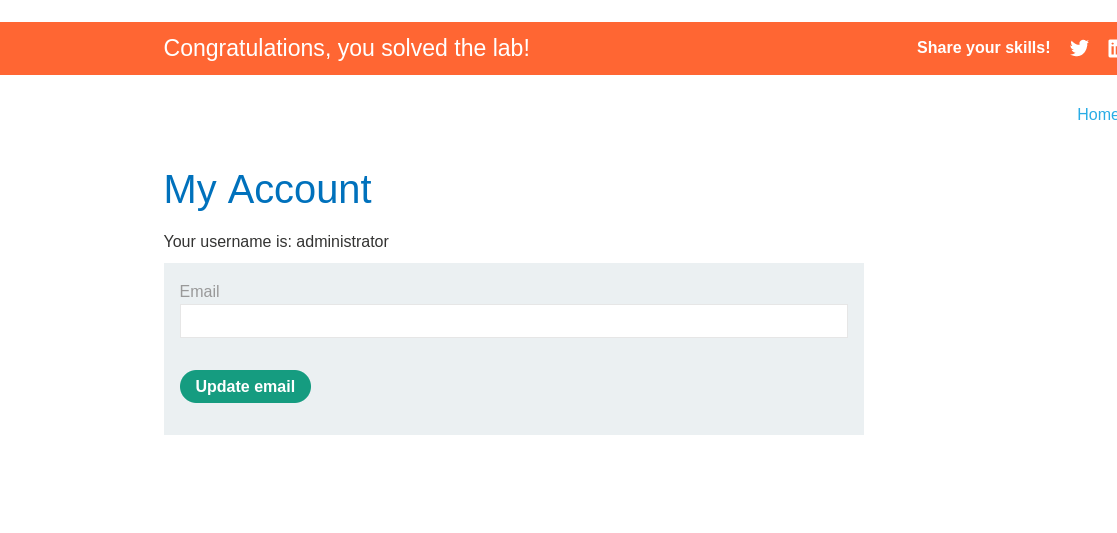 Congratulations, you solved the lab!
Share your skills!
Home
My Account
Your username is: administrator
Email
Update email